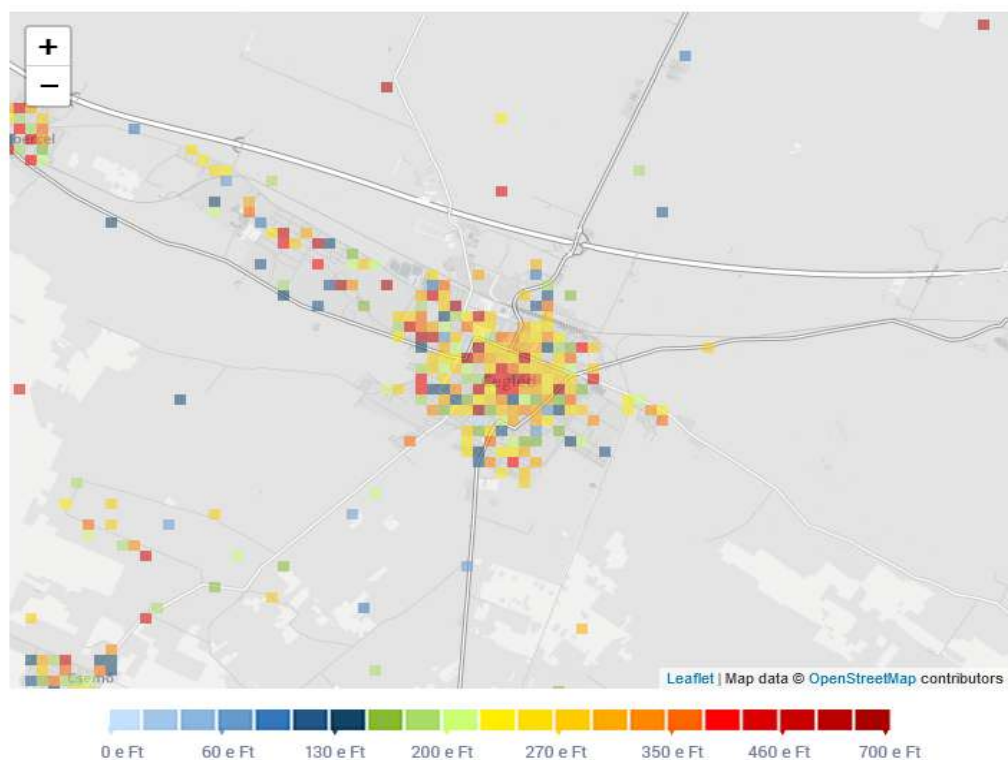 +
−
Csemő
Leaflet | Map data © OpenStreetMap contributors
0 e Ft 60 e Ft 130 e Ft 200 e Ft 270 e Ft 350 e Ft 460 e Ft 700 e Ft